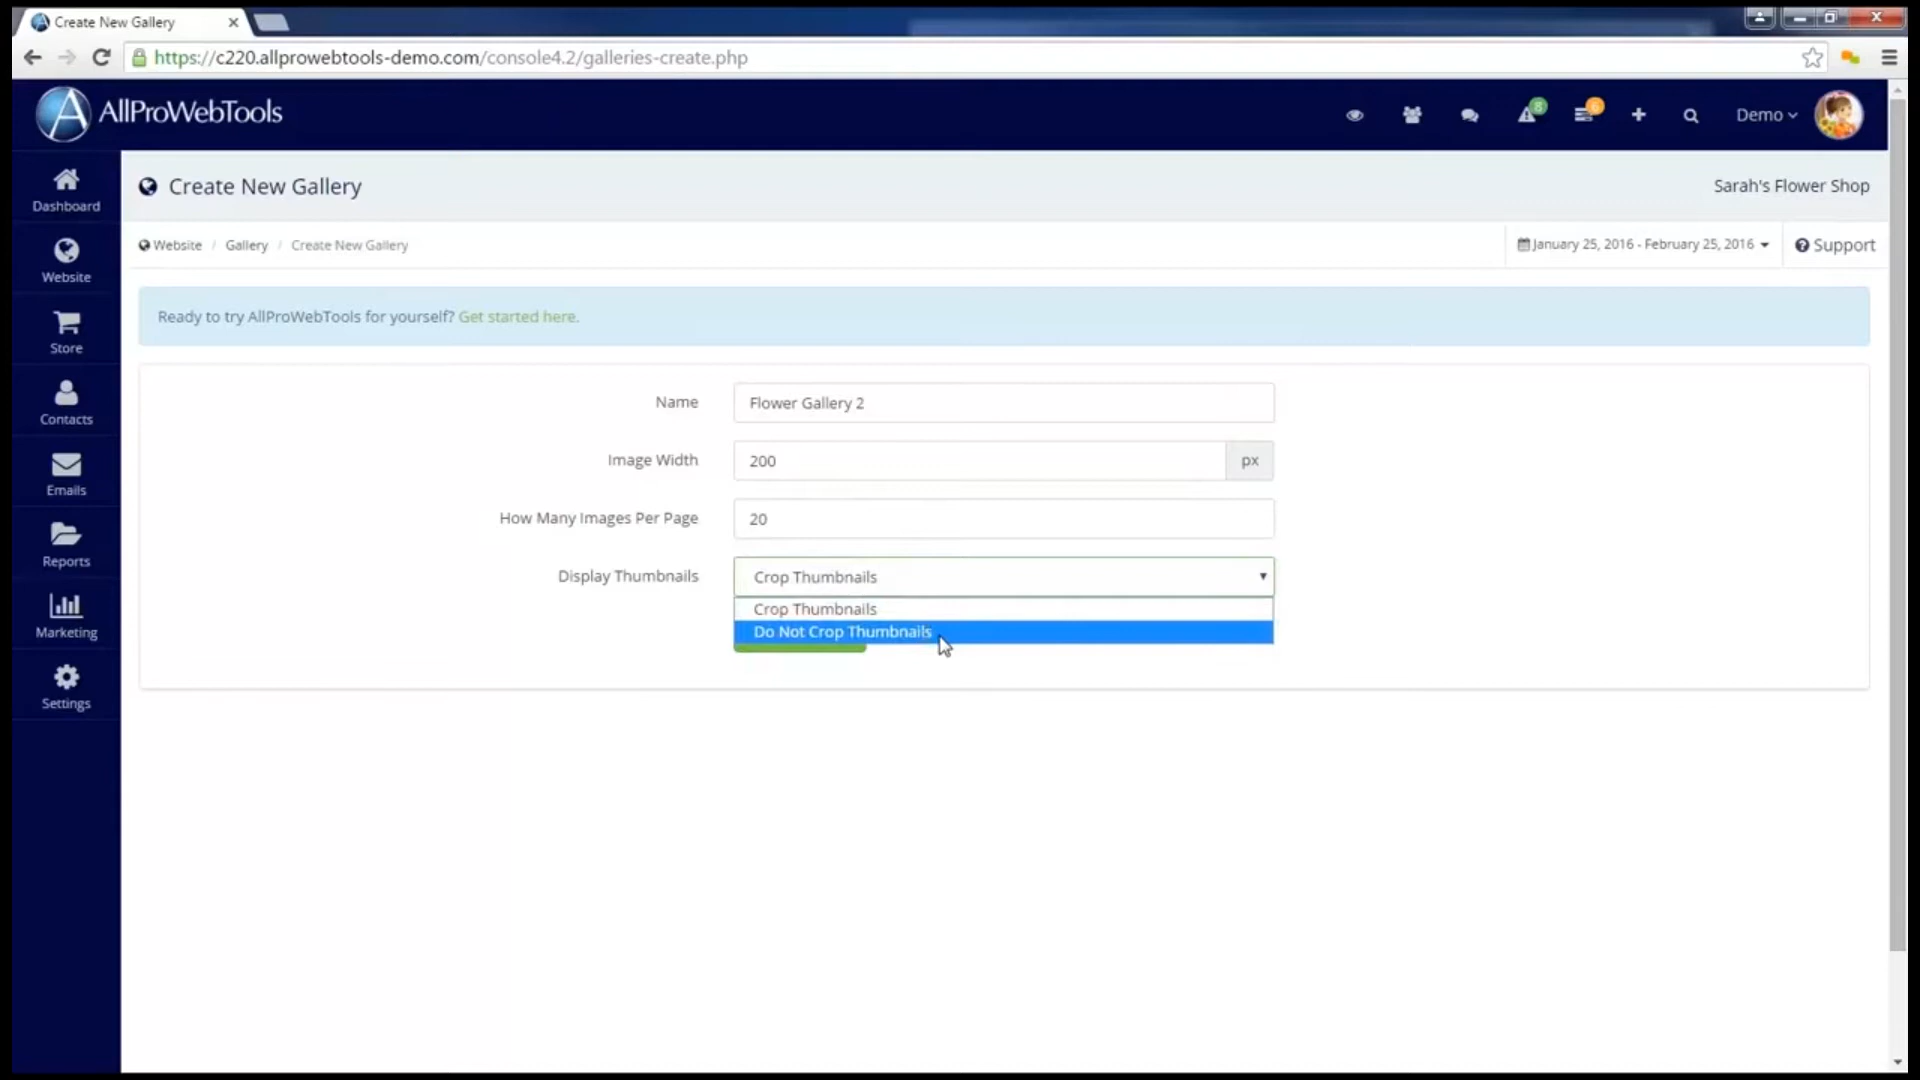 Create New Gallery
https://c220.allprowebtools-demo.com/console4.2/galleries-create.php
AllProWebTools
8
6
Demo
Dashboard
Website
Store
Contacts
Emails
Reports
Marketing
Settings
Create New Gallery
Sarah's Flower Shop
Website / Gallery / Create New Gallery
January 25, 2016 - February 25, 2016
Support
Ready to try AllProWebTools for yourself? Get started here.
Name
Flower Gallery 2
Image Width
200
px
How Many Images Per Page
20
Display Thumbnails
Crop Thumbnails
Crop Thumbnails
Do Not Crop Thumbnails